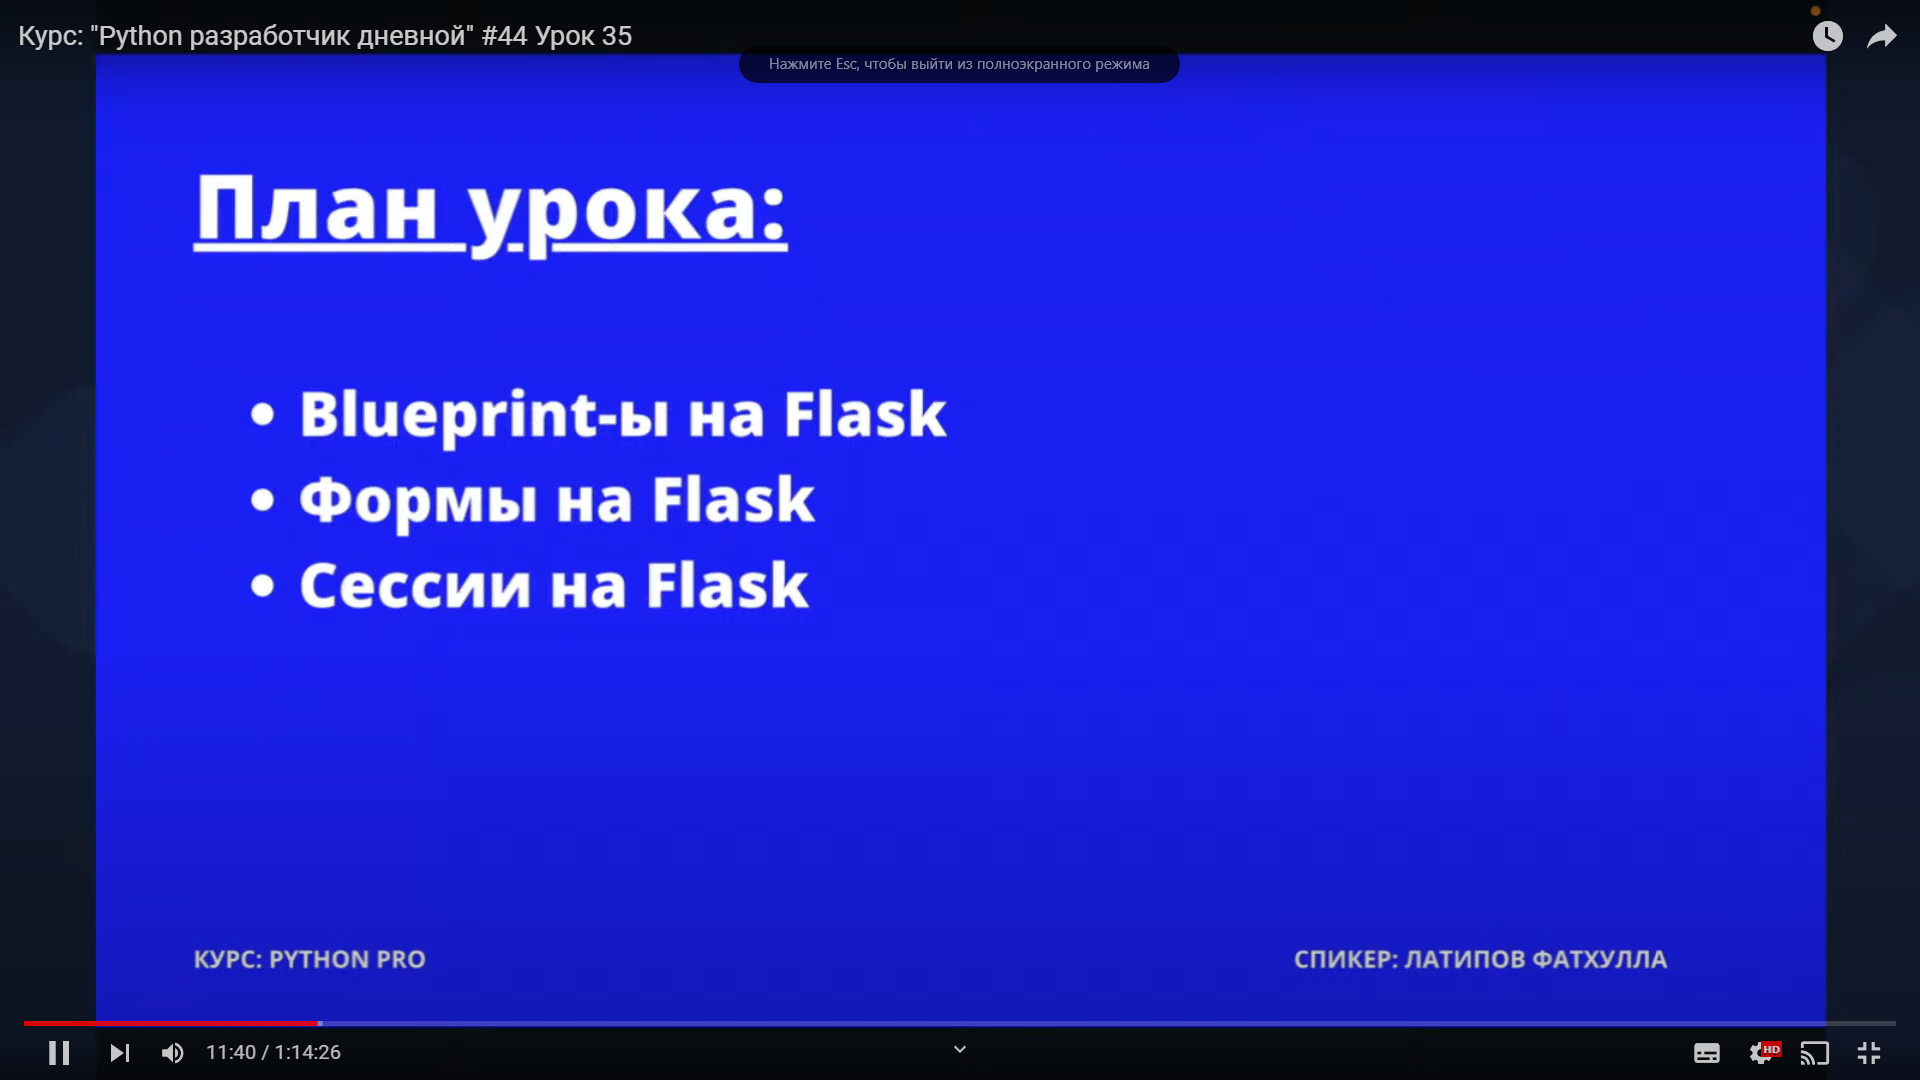 Курс: "Python разработчик дневной" #44 Урок 35
Нажмите Esc, чтобы выйти из полноэкранного режима
План урока:
• Blueprint-ы на Flask
• Формы на Flask
• Сессии на Flask
КУРС: PYTHON PRO
СПИКЕР: ЛАТИПОВ ФАТХУЛЛА
11:40 / 1:14:26
HD